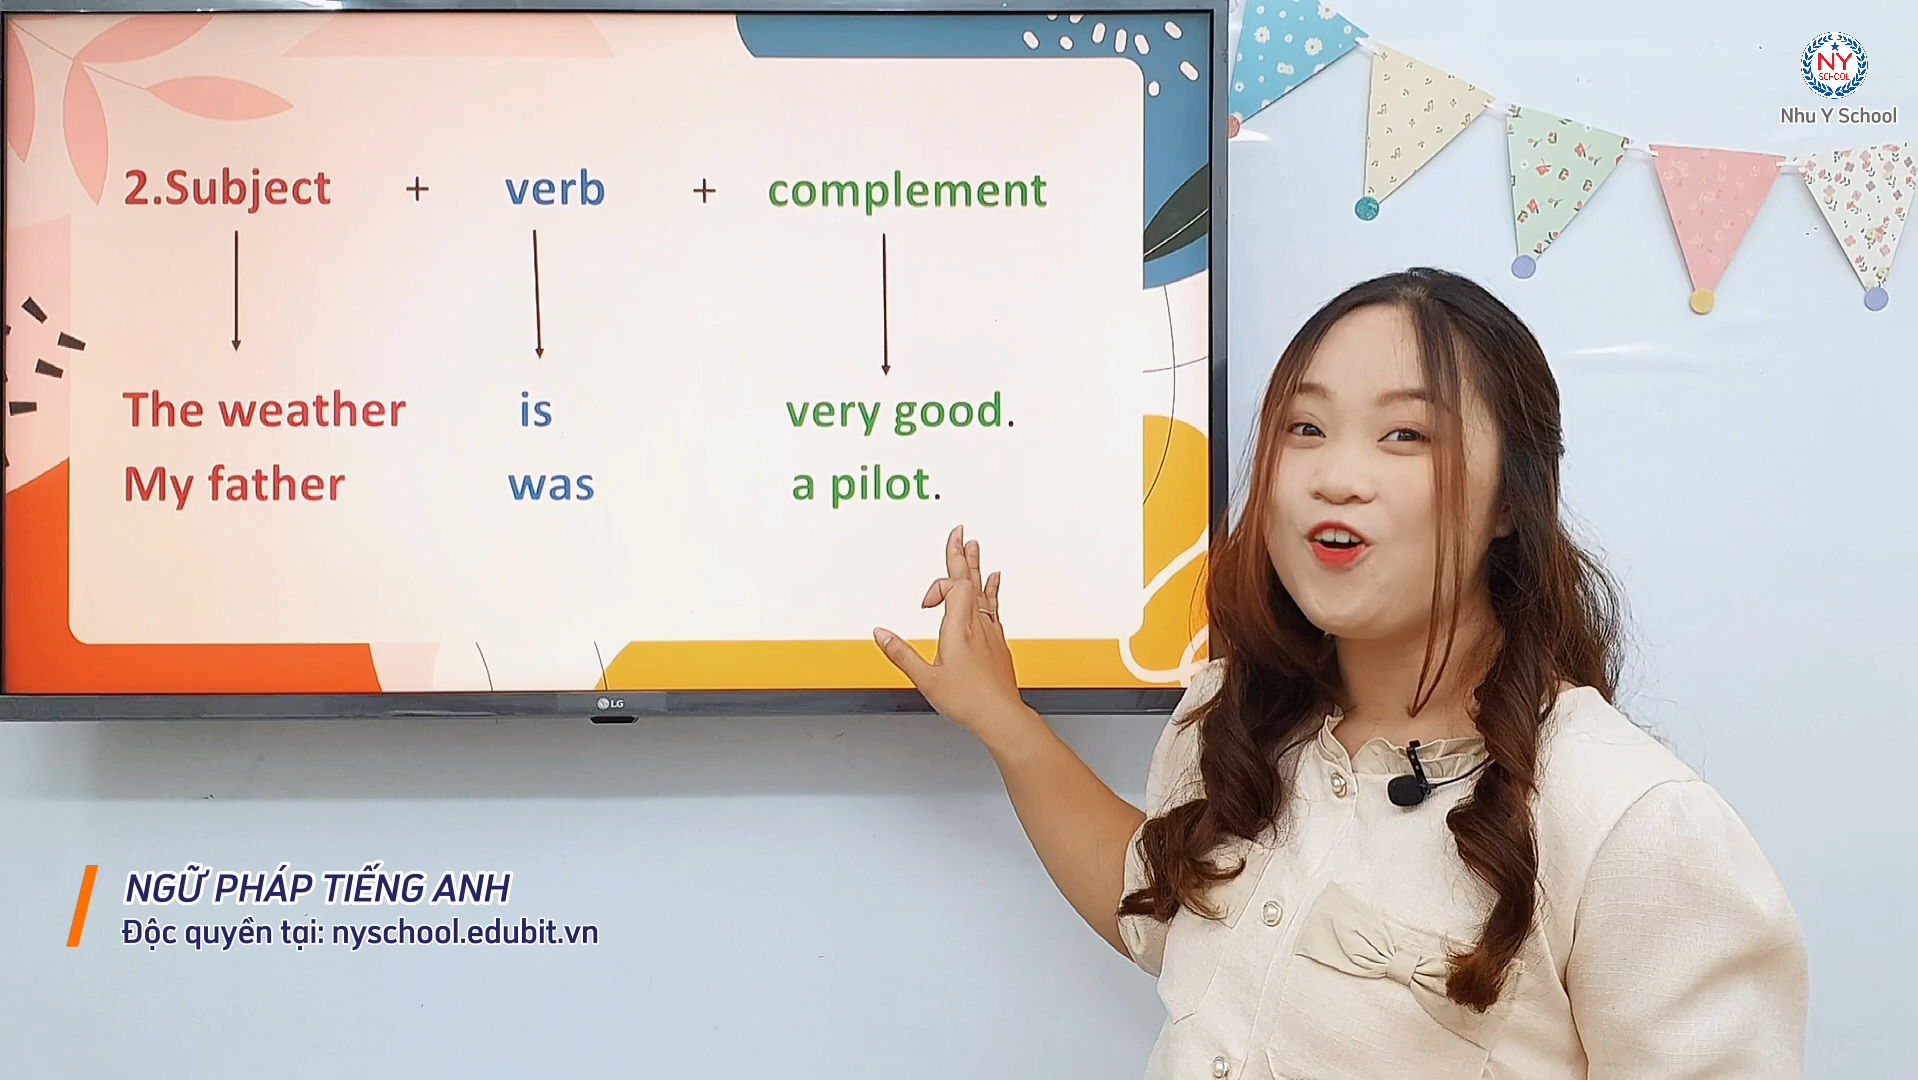 2.Subject + verb + complement
The weather is very good.
My father was a pilot.
LG
NGỮ PHÁP TIẾNG ANH
Độc quyền tại: nyschool.edubit.vn
NY
SCHOOL
Nhu Y School